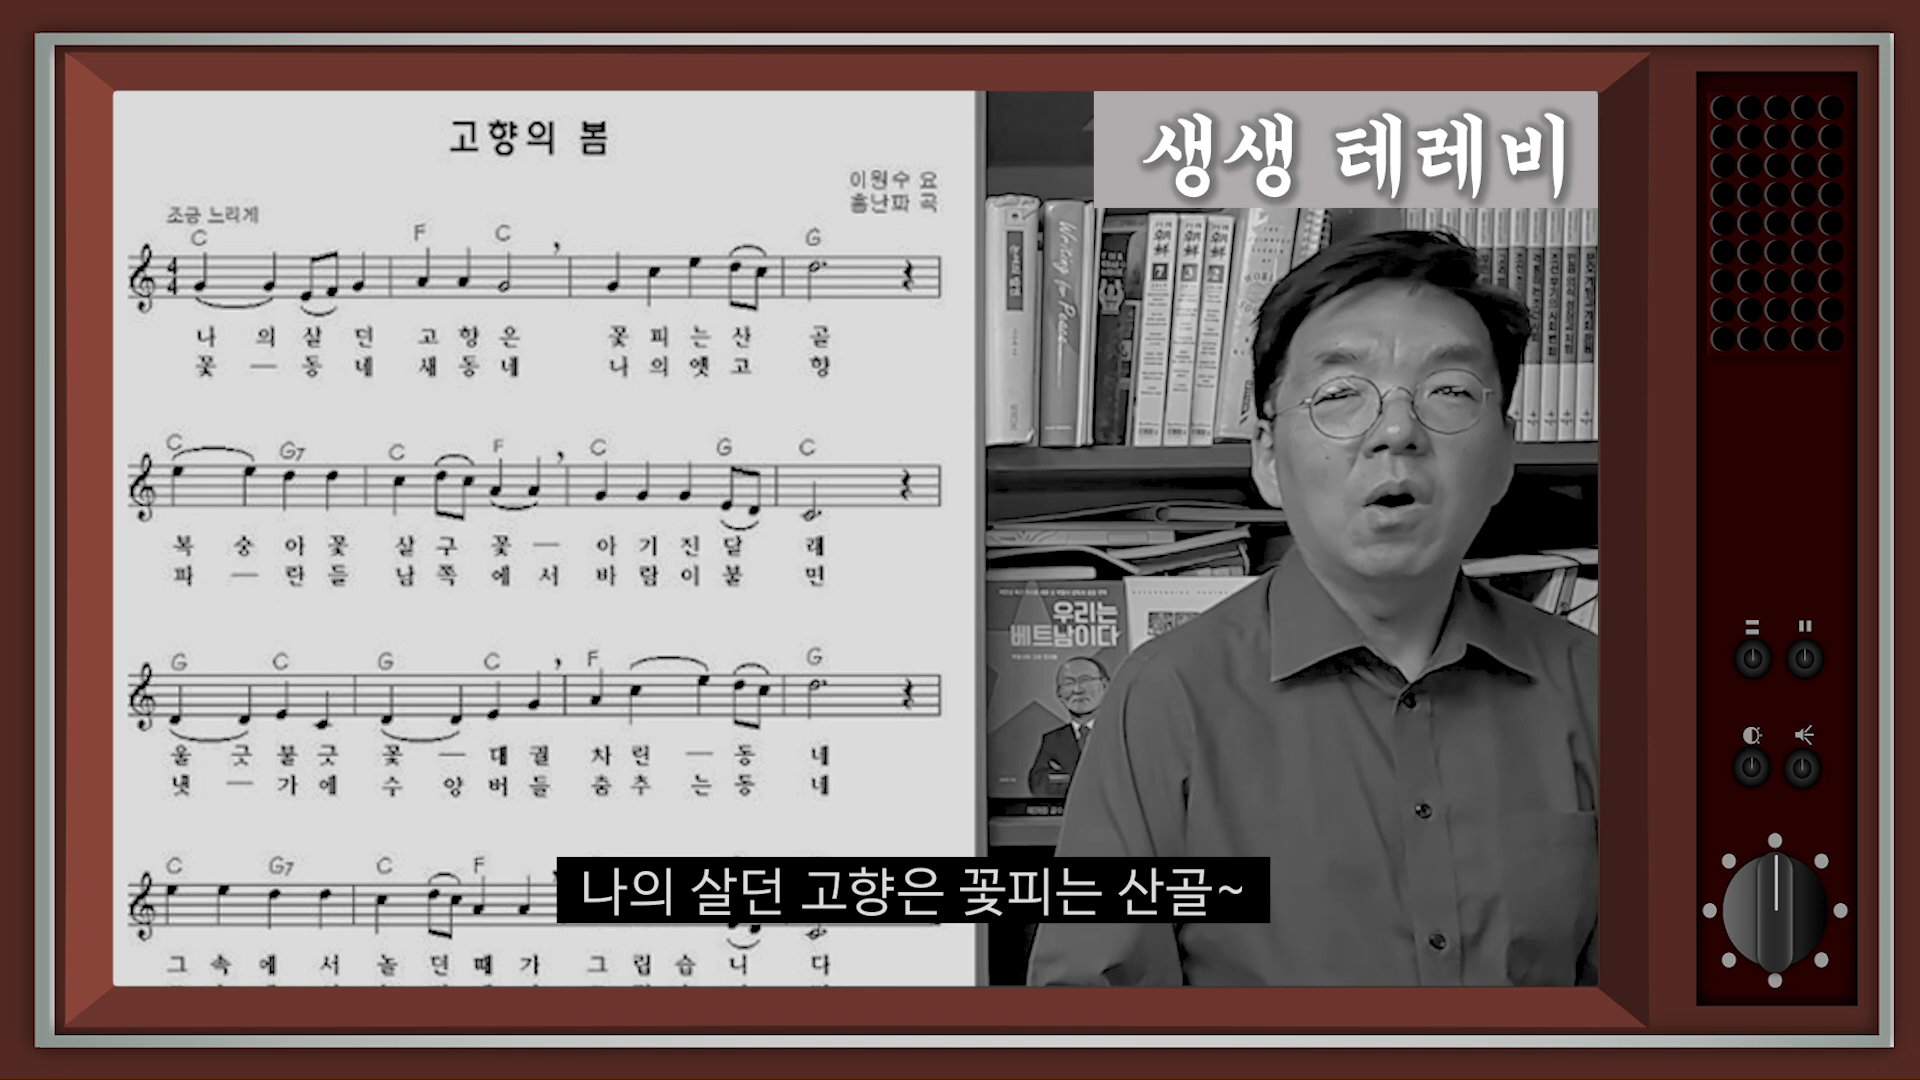 고향의 봄
이원수 요
홍난파 곡
조금 느리게
C F C G
나 의 살 던 고 향 은 꽃 피 는 산 골
꽃 — 동 네 새 동 네 나 의 옛 고 향
C G7 C F C G C
복 숭 아 꽃 살 구 꽃 — 아 기 진 달 래
파 — 란 들 남 쪽 에 서 바 람 이 불 면
G C G C F G
울 긋 불 긋 꽃 — 대 궐 차 린 — 동 네
냇 — 가 에 수 양 버 들 춤 추 는 동 네
C G7 C F
그 속 에 서 놀 던 때 가 그 립 습 니 다
생생 테레비
Writing for Peace
우리는
베트남이다
나의 살던 고향은 꽃피는 산골~